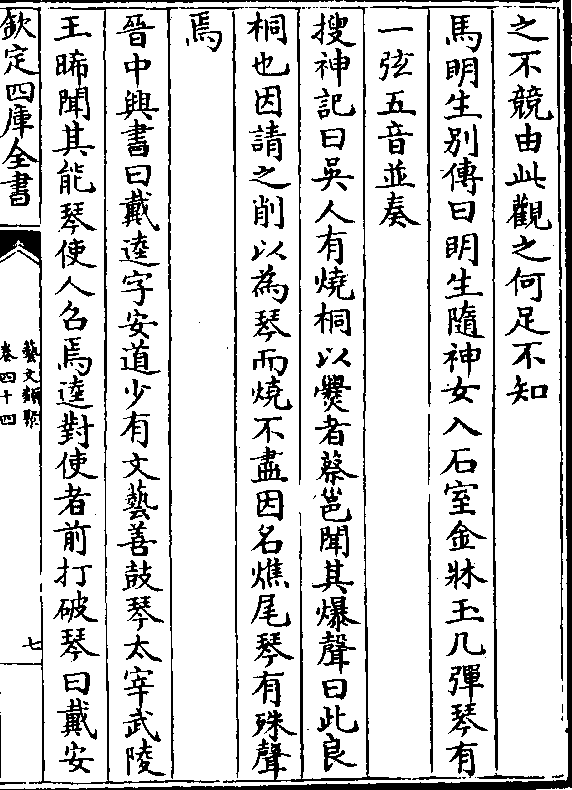 之不競由此觀之何足不知
馬明生別傳曰明生隨神女入石室金牀玉几彈琴有
一弦五音並奏
搜神記曰吳人有燒桐以爨者蔡邕聞其爆聲曰此良
桐也因請之削以為琴而燒不盡因名燋尾琴有殊聲
焉
晉中興書曰戴逵字安道少有文藝善鼓琴太宰武陵
王晞聞其能琴使人召焉逵對使者前打破琴曰戴安
欽定四庫全書
藝文類聚
卷四十四
七